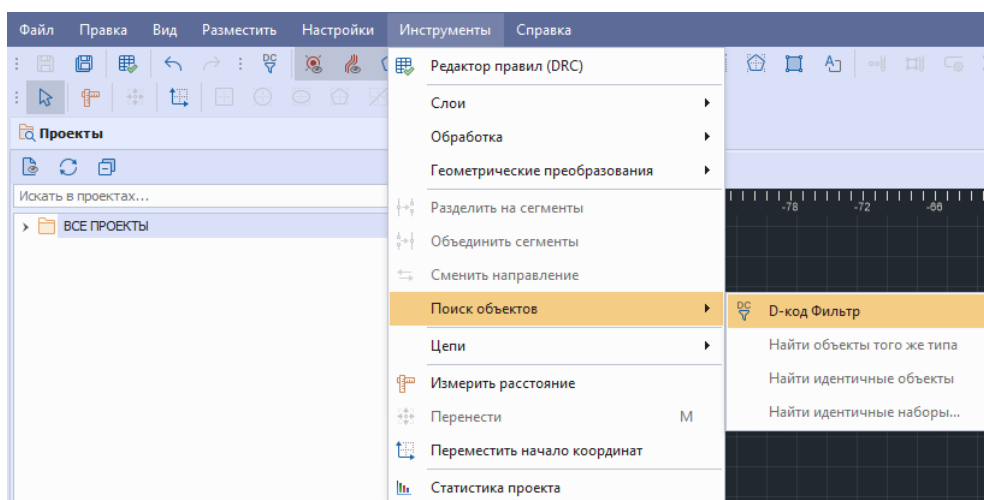 Файл Правка Вид Разместить Настройки Инструменты Справка
DC
Редактор правил (DRC)
A
Слои
Проекты
Обработка
Геометрические преобразования
Искать в проектах...
-78 -72 -66
Разделить на сегменты
ВСЕ ПРОЕКТЫ
Объединить сегменты
Сменить направление
Поиск объектов
DC D-код Фильтр
Цепи
Найти объекты того же типа
Измерить расстояние
Найти идентичные объекты
Перенести M
Найти идентичные наборы...
Переместить начало координат
Статистика проекта